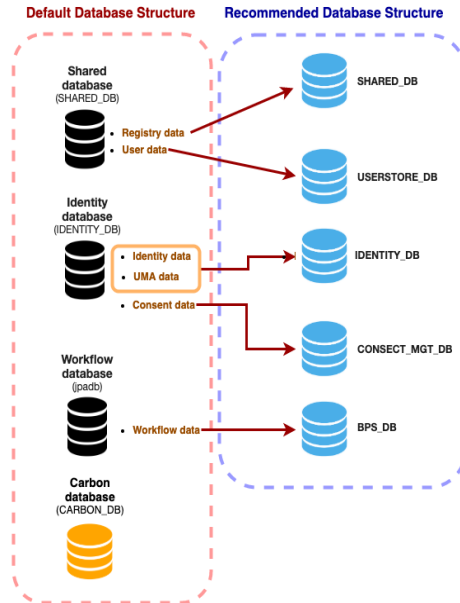 Default Database Structure
Recommended Database Structure
Shared
database
(SHARED_DB)
• Registry data
• User data
SHARED_DB
USERSTORE_DB
Identity
database
(IDENTITY_DB)
• Identity data
• UMA data
• Consent data
IDENTITY_DB
CONSECT_MGT_DB
Workflow
database
(jpadb)
• Workflow data
BPS_DB
Carbon
database
(CARBON_DB)